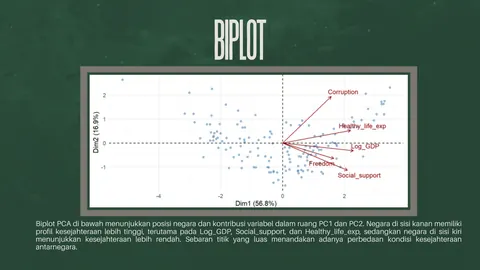 BIPLOT
Corruption
Healthy_life_exp
Log_GDP
Freedom
Social_support
Dim2 (16.9%)
2
1
0
-1
-4
-2
0
2
Dim1 (56.8%)
Biplot PCA di bawah menunjukkan posisi negara dan kontribusi variabel dalam ruang PC1 dan PC2. Negara di sisi kanan memiliki
profil kesejahteraan lebih tinggi, terutama pada Log_GDP, Social_support, dan Healthy_life_exp, sedangkan negara di sisi kiri
menunjukkan kesejahteraan lebih rendah. Sebaran titik yang luas menandakan adanya perbedaan kondisi kesejahteraan
antarnegara.